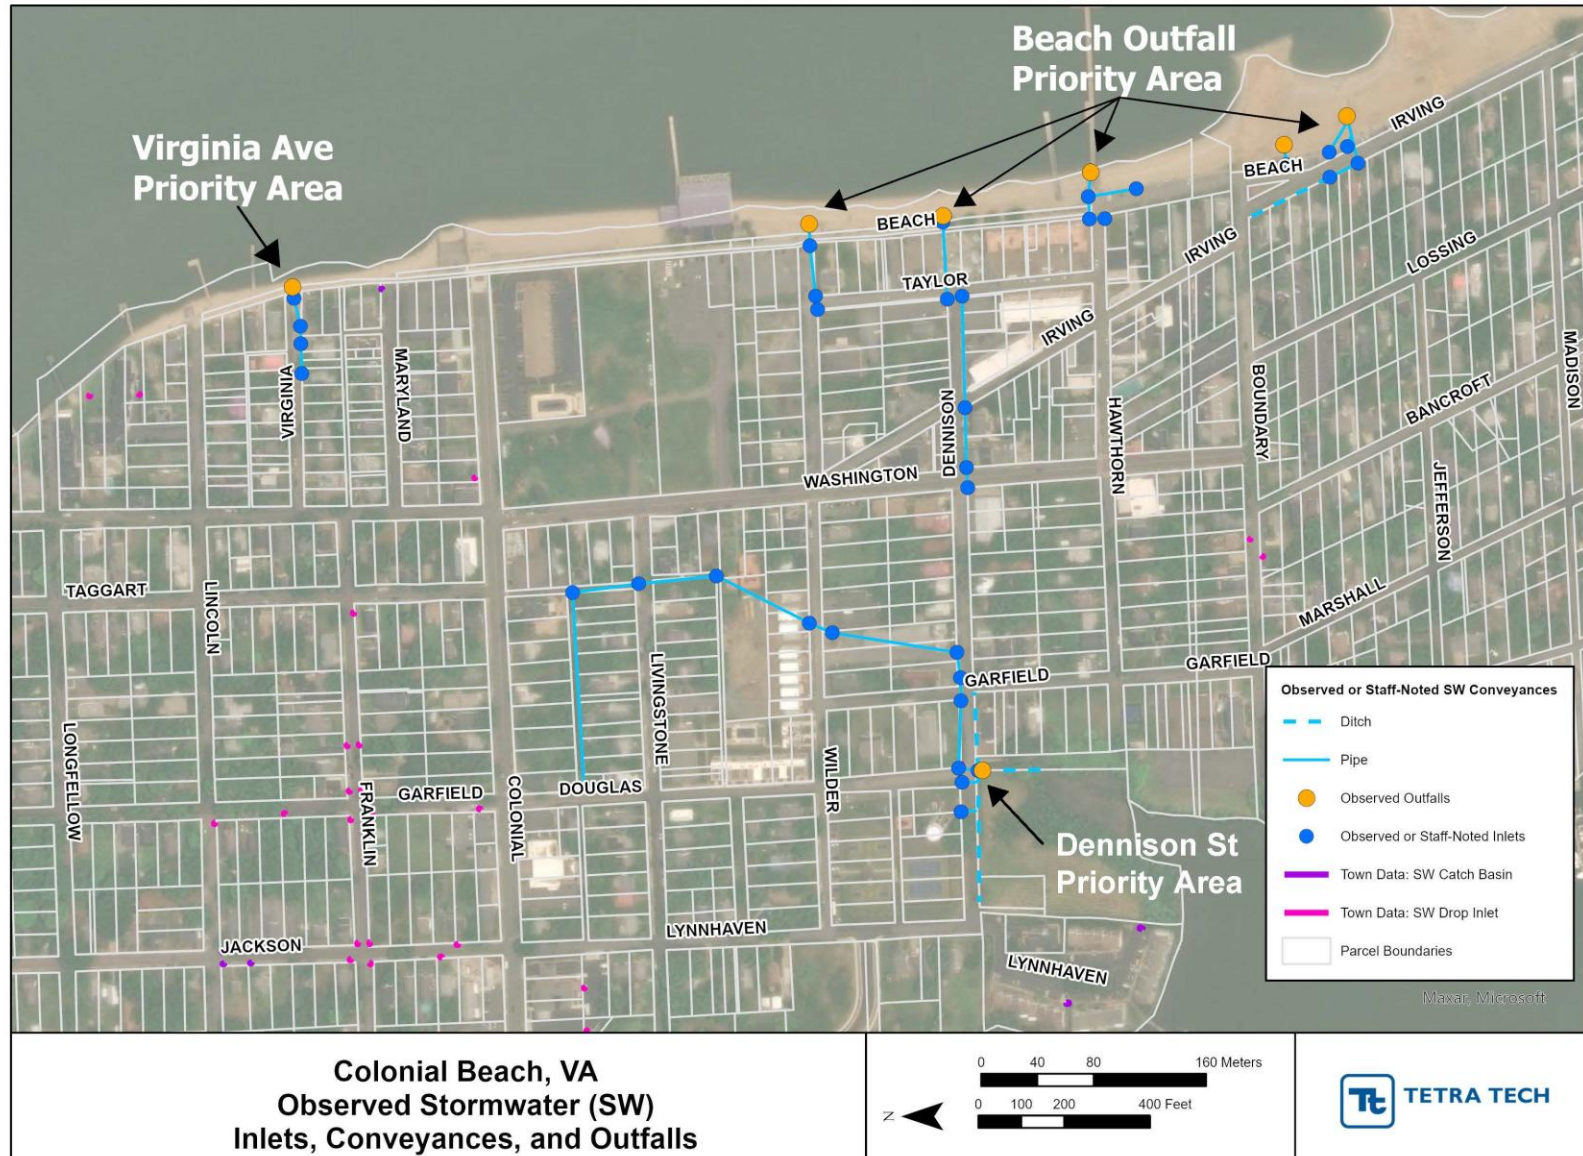 Beach Outfall
Priority Area
Virginia Ave
Priority Area
IRVING
BEACH
BEACH
IRVING
LOSSING
TAYLOR
IRVING
MADISON
MARYLAND
VIRGINIA
DENNISON
HAWTHORN
BOUNDARY
BANCROFT
WASHINGTON
JEFFERSON
TAGGART
LINCOLN
MARSHALL
LIVINGSTONE
GARFIELD
GARFIELD
LONGFELLOW
FRANKLIN
GARFIELD
COLONIAL
DOUGLAS
WILDER
Dennison St
Priority Area
JACKSON
LYNNHAVEN
LYNNHAVEN
Observed or Staff-Noted SW Conveyances
Ditch
Pipe
Observed Outfalls
Observed or Staff-Noted Inlets
Town Data: SW Catch Basin
Town Data: SW Drop Inlet
Parcel Boundaries
Maxar, Microsoft
Colonial Beach, VA
Observed Stormwater (SW)
Inlets, Conveyances, and Outfalls
N
0 40 80 160 Meters
0 100 200 400 Feet
Tt TETRA TECH